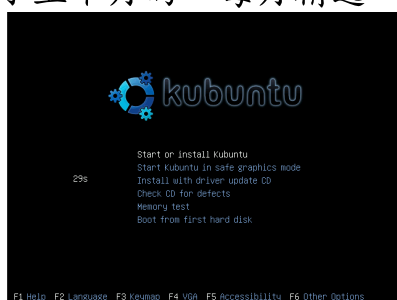 kubuntu
Start or install Kubuntu
Start Kubuntu in safe graphics mode
29s
Install with driver update CD
Check CD for defects
Memory test
Boot from first hard disk
F1 Help F2 Language F3 Keymap F4 VGA F5 Accessibility F6 Other Options